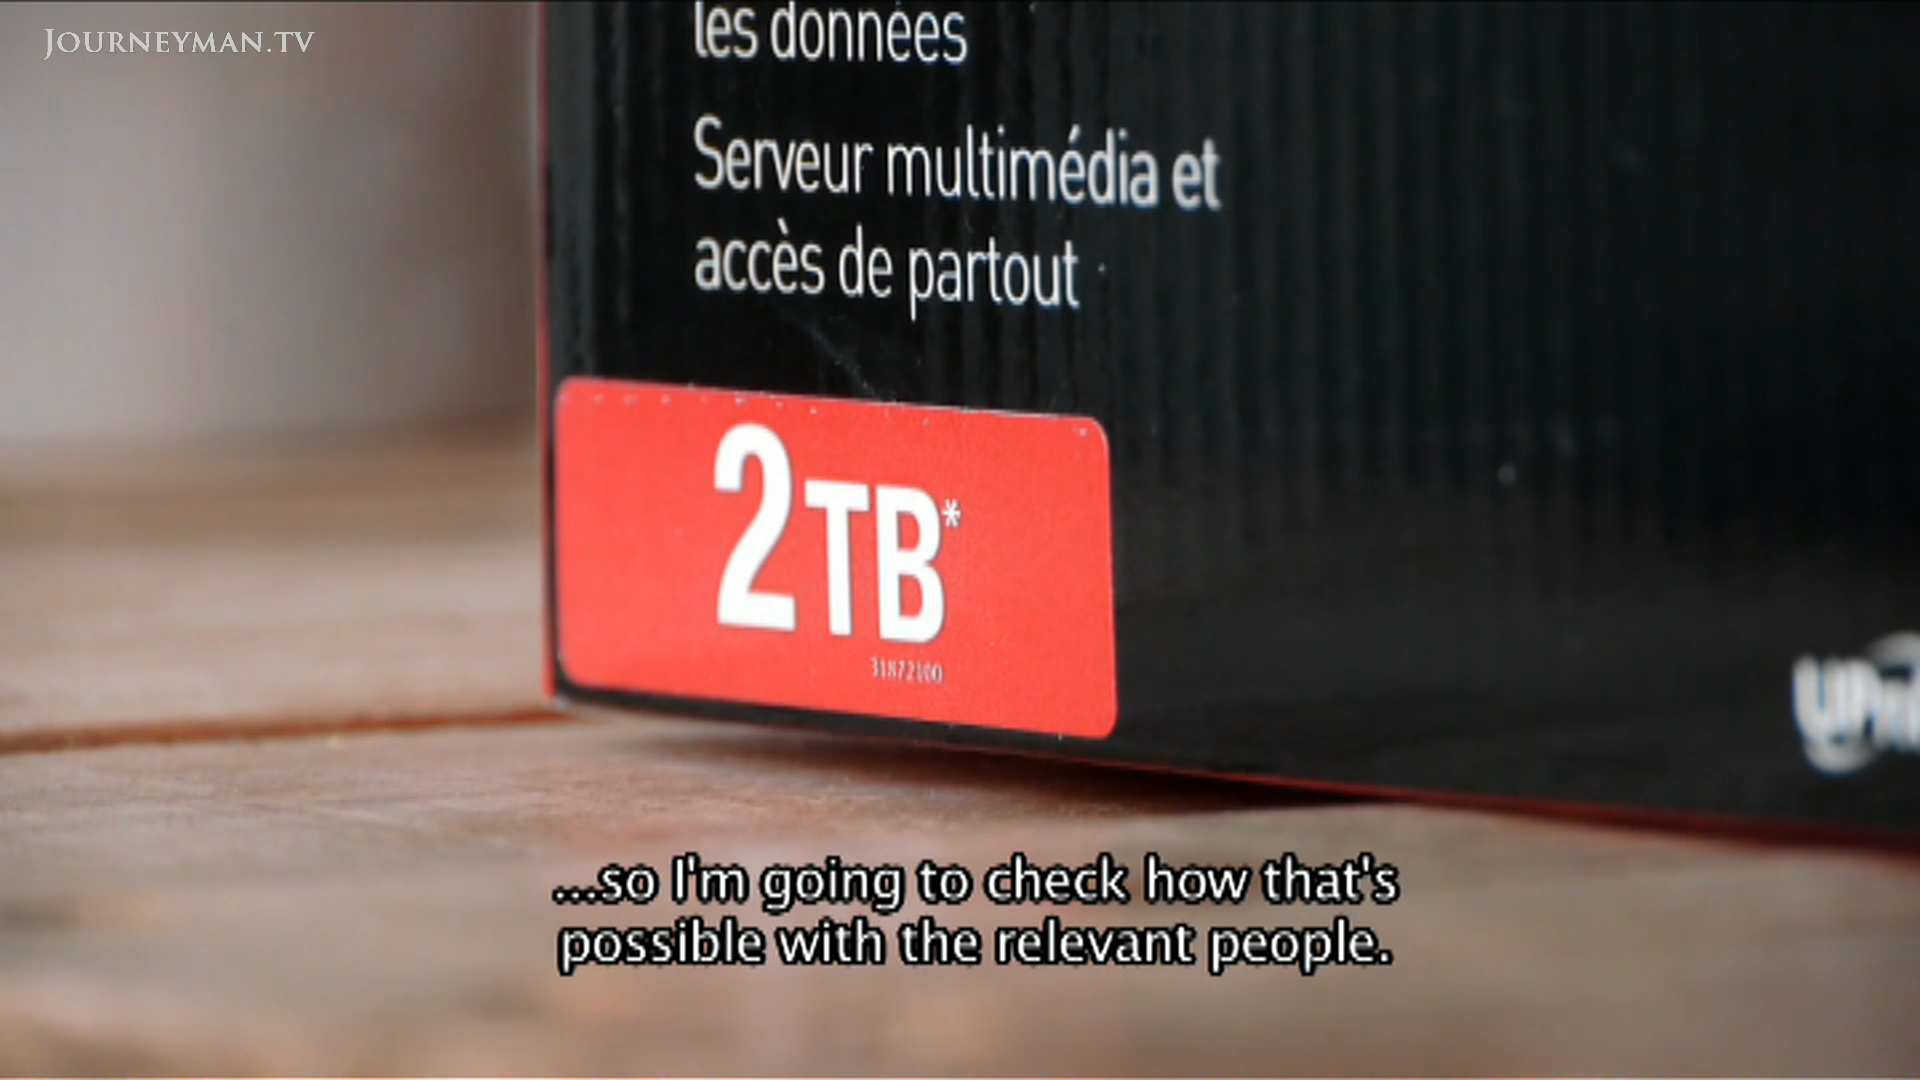 JOURNEYMAN.TV
les données
Serveur multimédia et
accès de partout
2TB*
31872100
...so I'm going to check how that's
possible with the relevant people.